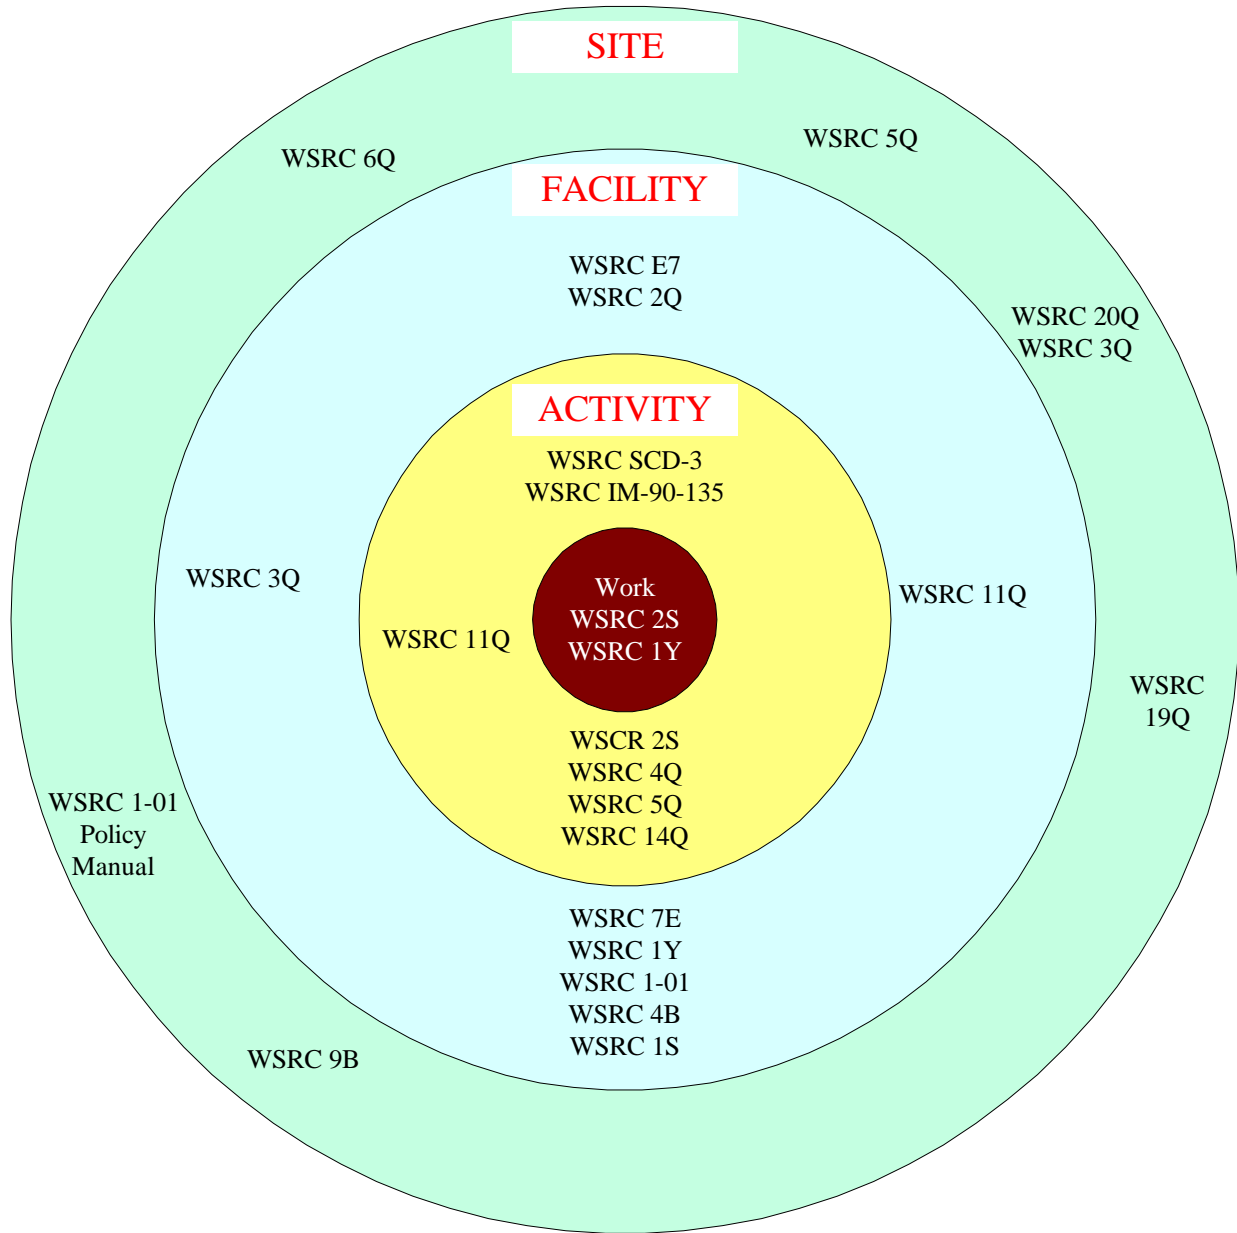 SITE
WSRC 5Q
WSRC 6Q
FACILITY
WSRC E7
WSRC 2Q
WSRC 20Q
WSRC 3Q
ACTIVITY
WSRC SCD-3
WSRC IM-90-135
WSRC 3Q
Work
WSRC 2S
WSRC 1Y
WSRC 11Q
WSRC 11Q
WSRC
19Q
WSCR 2S
WSRC 4Q
WSRC 5Q
WSRC 14Q
WSRC 1-01
Policy
Manual
WSRC 7E
WSRC 1Y
WSRC 1-01
WSRC 4B
WSRC 1S
WSRC 9B